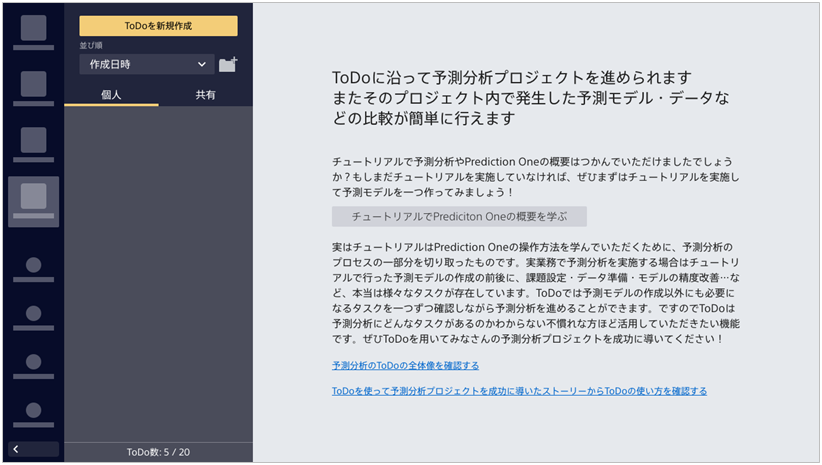 ToDoを新規作成
並び順
作成日時
個人
共有
ToDo数: 5 / 20
ToDoに沿って予測分析プロジェクトを進められます
またそのプロジェクト内で発生した予測モデル・データな
どの比較が簡単に行えます
チュートリアルで予測分析やPrediction Oneの概要はつかんでいただけましたでしょう
か？もしまだチュートリアルを実施していなければ、ぜひまずはチュートリアルを実施し
て予測モデルを一つ作ってみましょう！
チュートリアルでPrediciton Oneの概要を学ぶ
実はチュートリアルはPrediction Oneの操作方法を学んでいただくために、予測分析の
プロセスの一部分を切り取ったものです。実業務で予測分析を実施する場合はチュートリ
アルで行った予測モデルの作成の前後に、課題設定・データ準備・モデルの精度改善…な
ど、本当は様々なタスクが存在しています。ToDoでは予測モデルの作成以外にも必要に
なるタスクを一つずつ確認しながら予測分析を進めることができます。ですのでToDoは
予測分析にどんなタスクがあるのかわからない不慣れな方ほど活用していただきたい機能
です。ぜひToDoを用いてみなさんの予測分析プロジェクトを成功に導いてください！
予測分析のToDoの全体像を確認する
ToDoを使って予測分析プロジェクトを成功に導いたストーリーからToDoの使い方を確認する